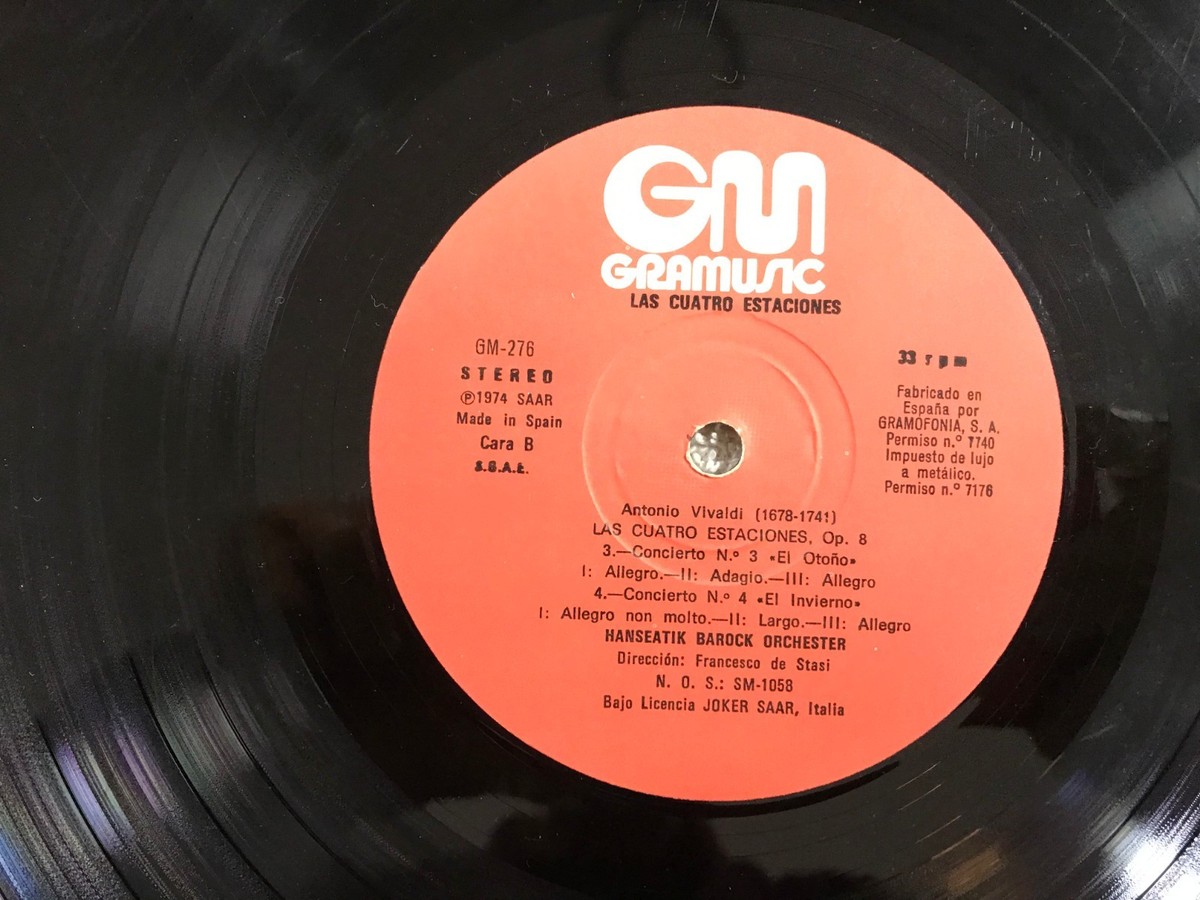 GM
GRAMUSIC
LAS CUATRO ESTACIONES
GM-276
STEREO
℗1974 SAAR
Made in Spain
Cara B
S.G.A.E.
33 rpm
Fabricado en
España por
GRAMOFONIA, S. A.
Permiso n.º 7740
Impuesto de lujo
a metálico.
Permiso n.º 7176
Antonio Vivaldi (1678-1741)
LAS CUATRO ESTACIONES, Op. 8
3.—Concierto N.º 3 «El Otoño»
I: Allegro.—II: Adagio.—III: Allegro
4.—Concierto N.º 4 «El Invierno»
I: Allegro non molto.—II: Largo.—III: Allegro
HANSEATIK BAROCK ORCHESTER
Dirección: Francesco de Stasi
N. O. S.: SM-1058
Bajo Licencia JOKER SAAR, Italia